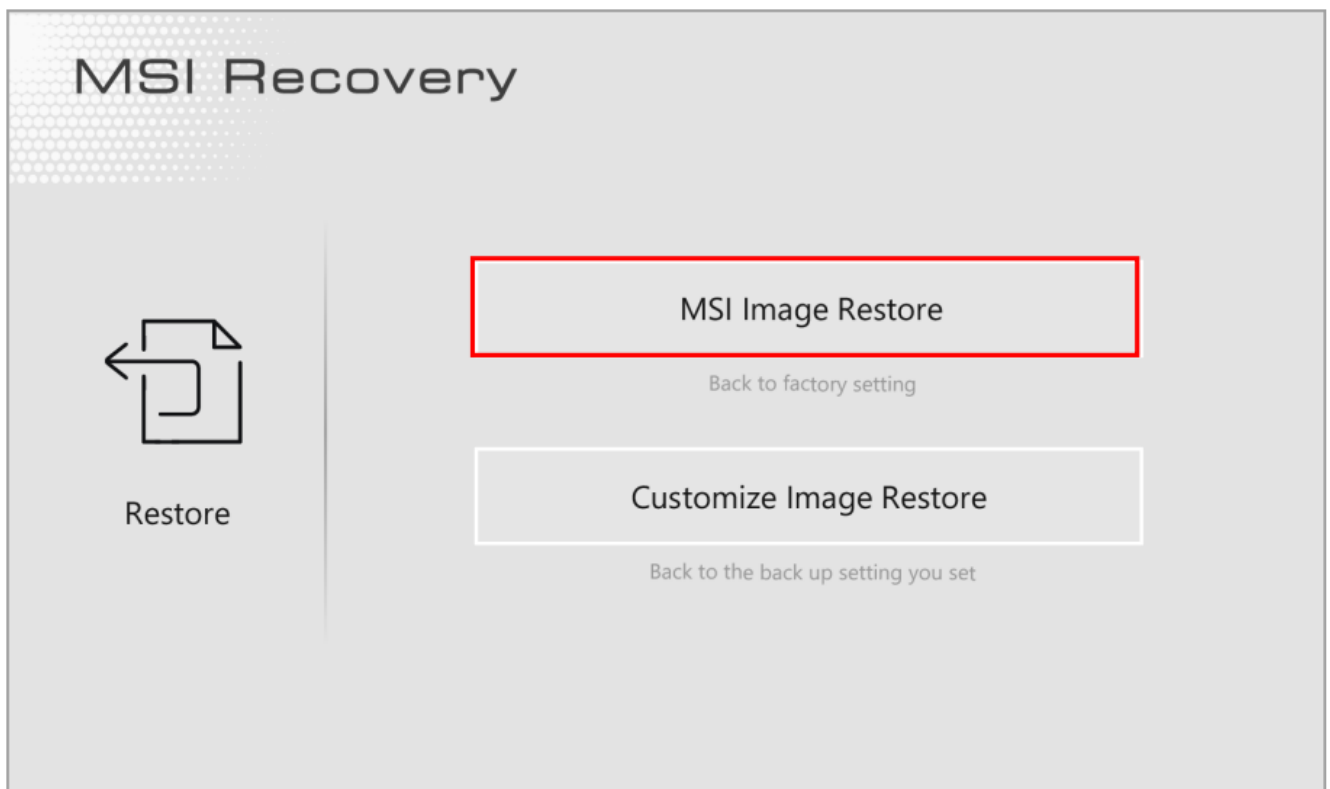 MSI Recovery
MSI Image Restore
Back to factory setting
Restore
Customize Image Restore
Back to the back up setting you set